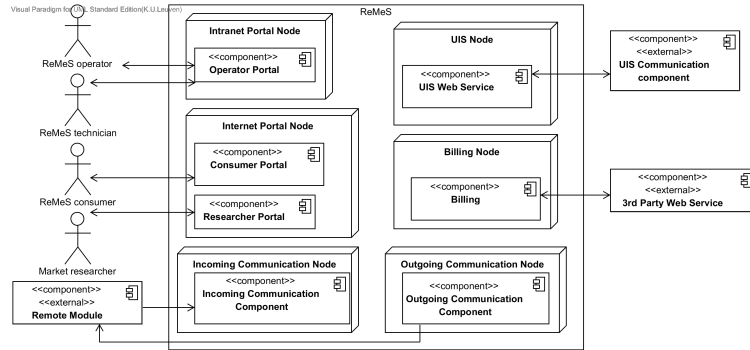 Visual Paradigm for UML Standard Edition(K.U.Leuven)
ReMeS
ReMeS operator
ReMeS technician
ReMeS consumer
Market researcher
Intranet Portal Node
<<component>>
Operator Portal
Internet Portal Node
<<component>>
Consumer Portal
<<component>>
Researcher Portal
UIS Node
<<component>>
UIS Web Service
<<component>>
<<external>>
UIS Communication
component
Billing Node
<<component>>
Billing
<<component>>
<<external>>
3rd Party Web Service
<<component>>
<<external>>
Remote Module
Incoming Communication Node
<<component>>
Incoming Communication
Component
Outgoing Communication Node
<<component>>
Outgoing Communication
Component